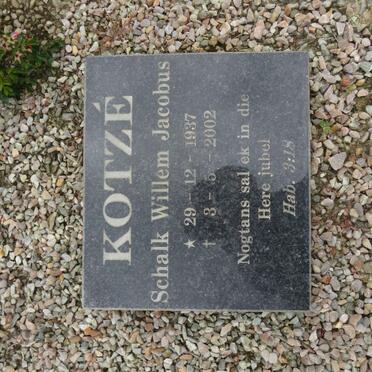 KOTZÉ
Schalk Willem Jacobus
★ 29 - 12 - 1937
† 3 - 5 - 2002
Nogtans sal ek in die
Here jubel
Hab. 3:18